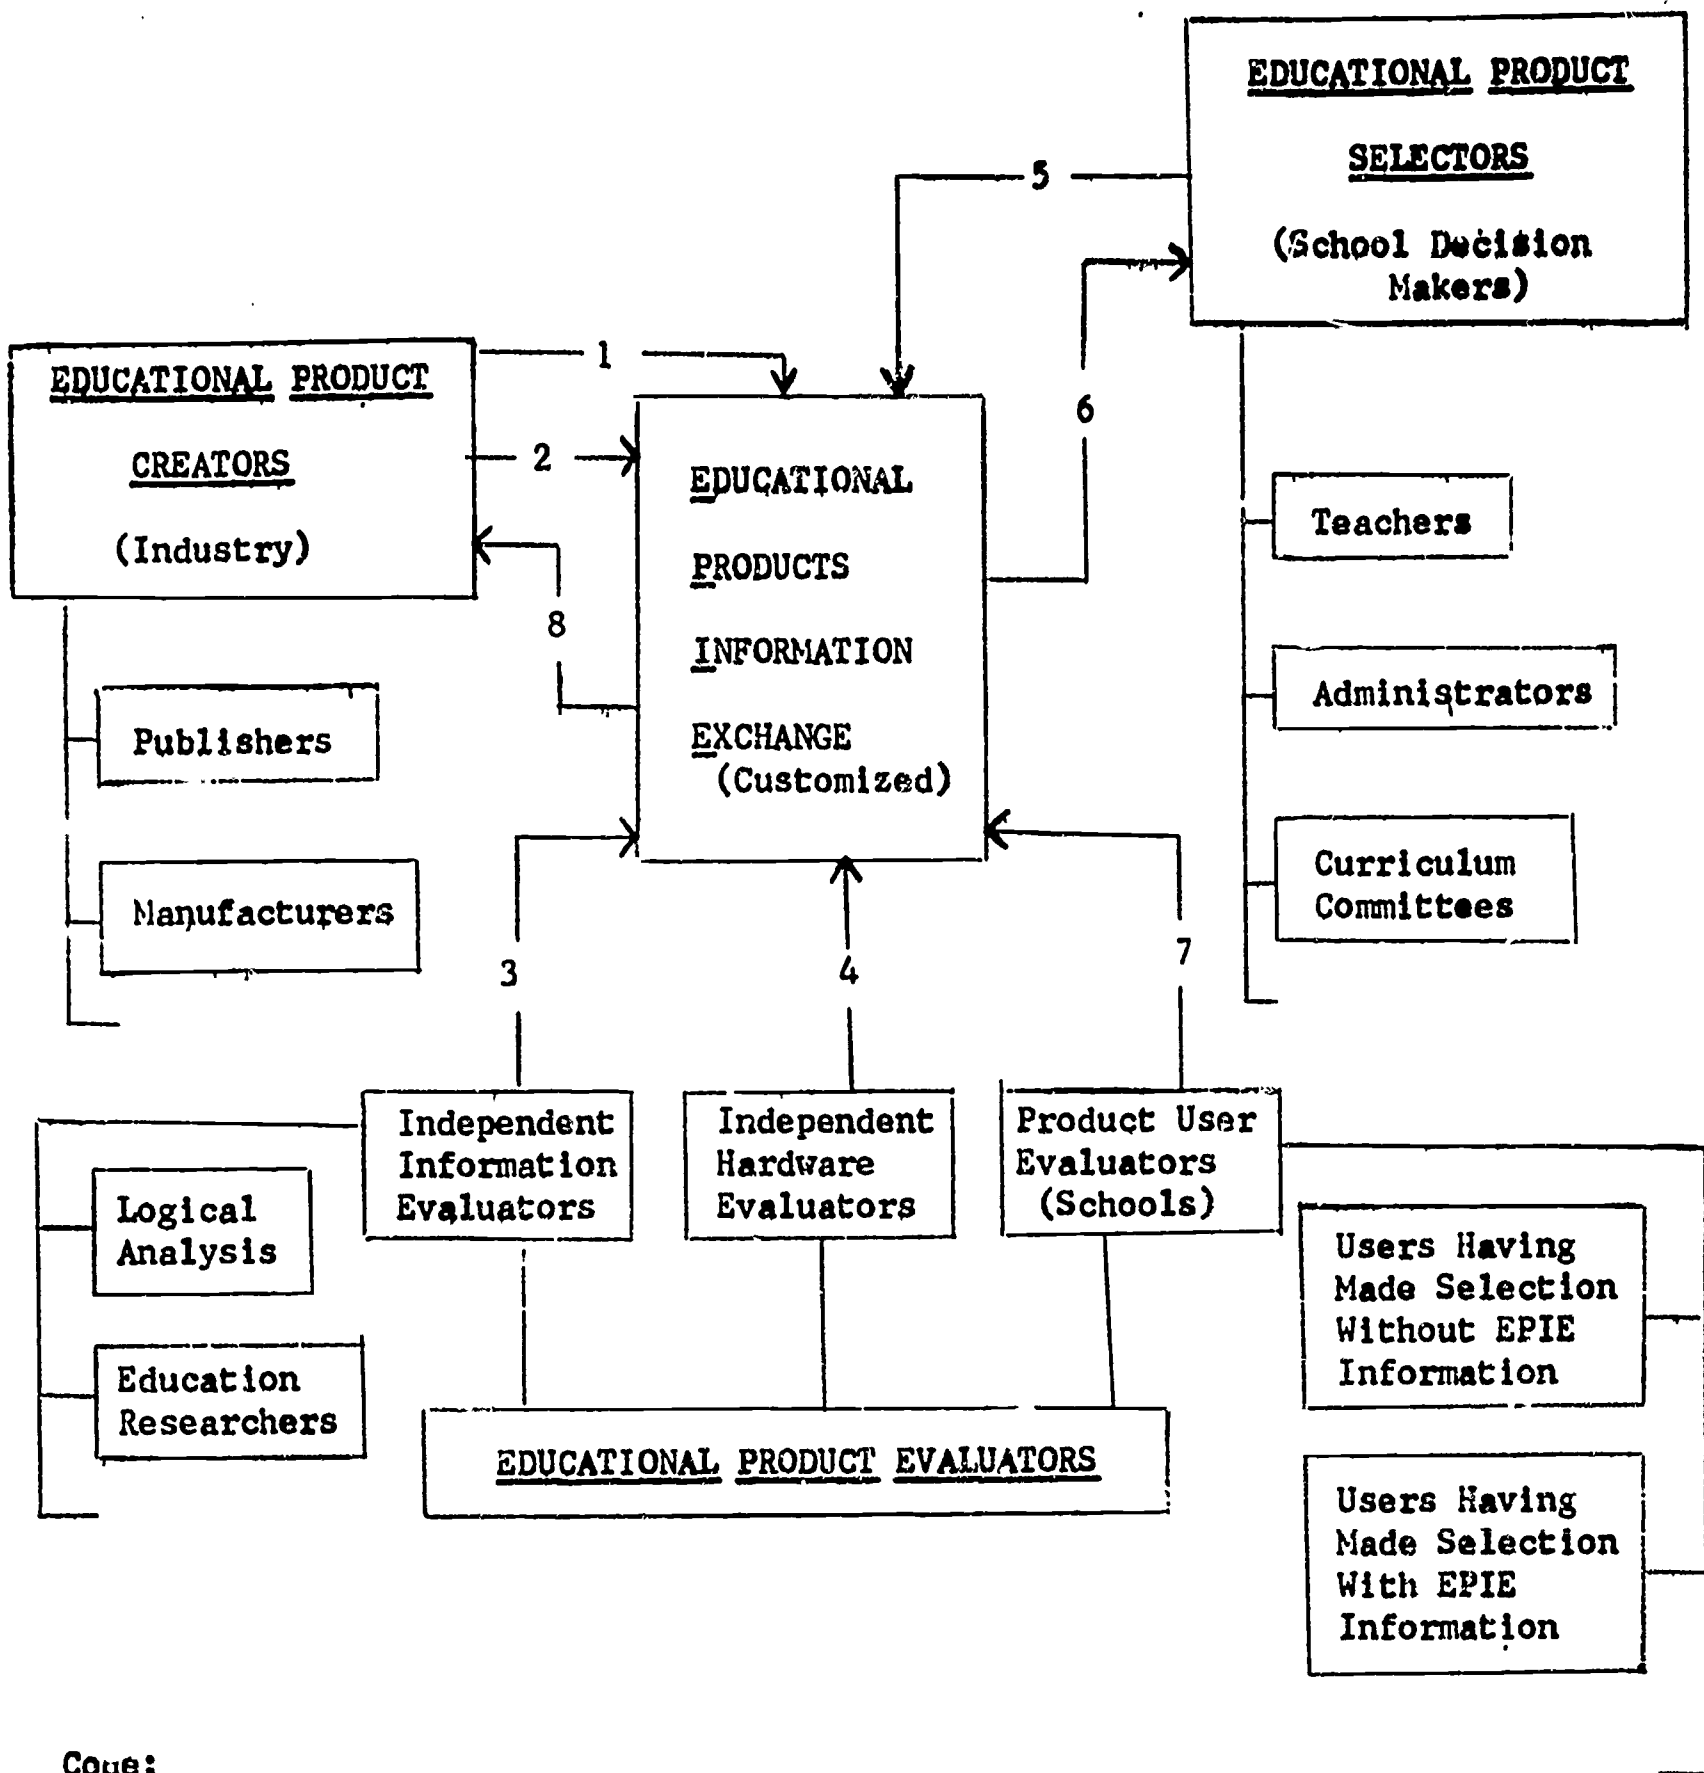 EDUCATIONAL PRODUCT
SELECTORS
(School Decision
Makers)
5
6
1
EDUCATIONAL PRODUCT
CREATORS
(Industry)
2
8
EDUCATIONAL
PRODUCTS
INFORMATION
EXCHANGE
(Customized)
Teachers
Administrators
Curriculum
Committees
Publishers
Manufacturers
3
4
7
Independent
Information
Evaluators
Independent
Hardware
Evaluators
Product User
Evaluators
(Schools)
Logical
Analysis
Education
Researchers
Users Having
Made Selection
Without EPIE
Information
EDUCATIONAL PRODUCT EVALUATORS
Users Having
Made Selection
With EPIE
Information